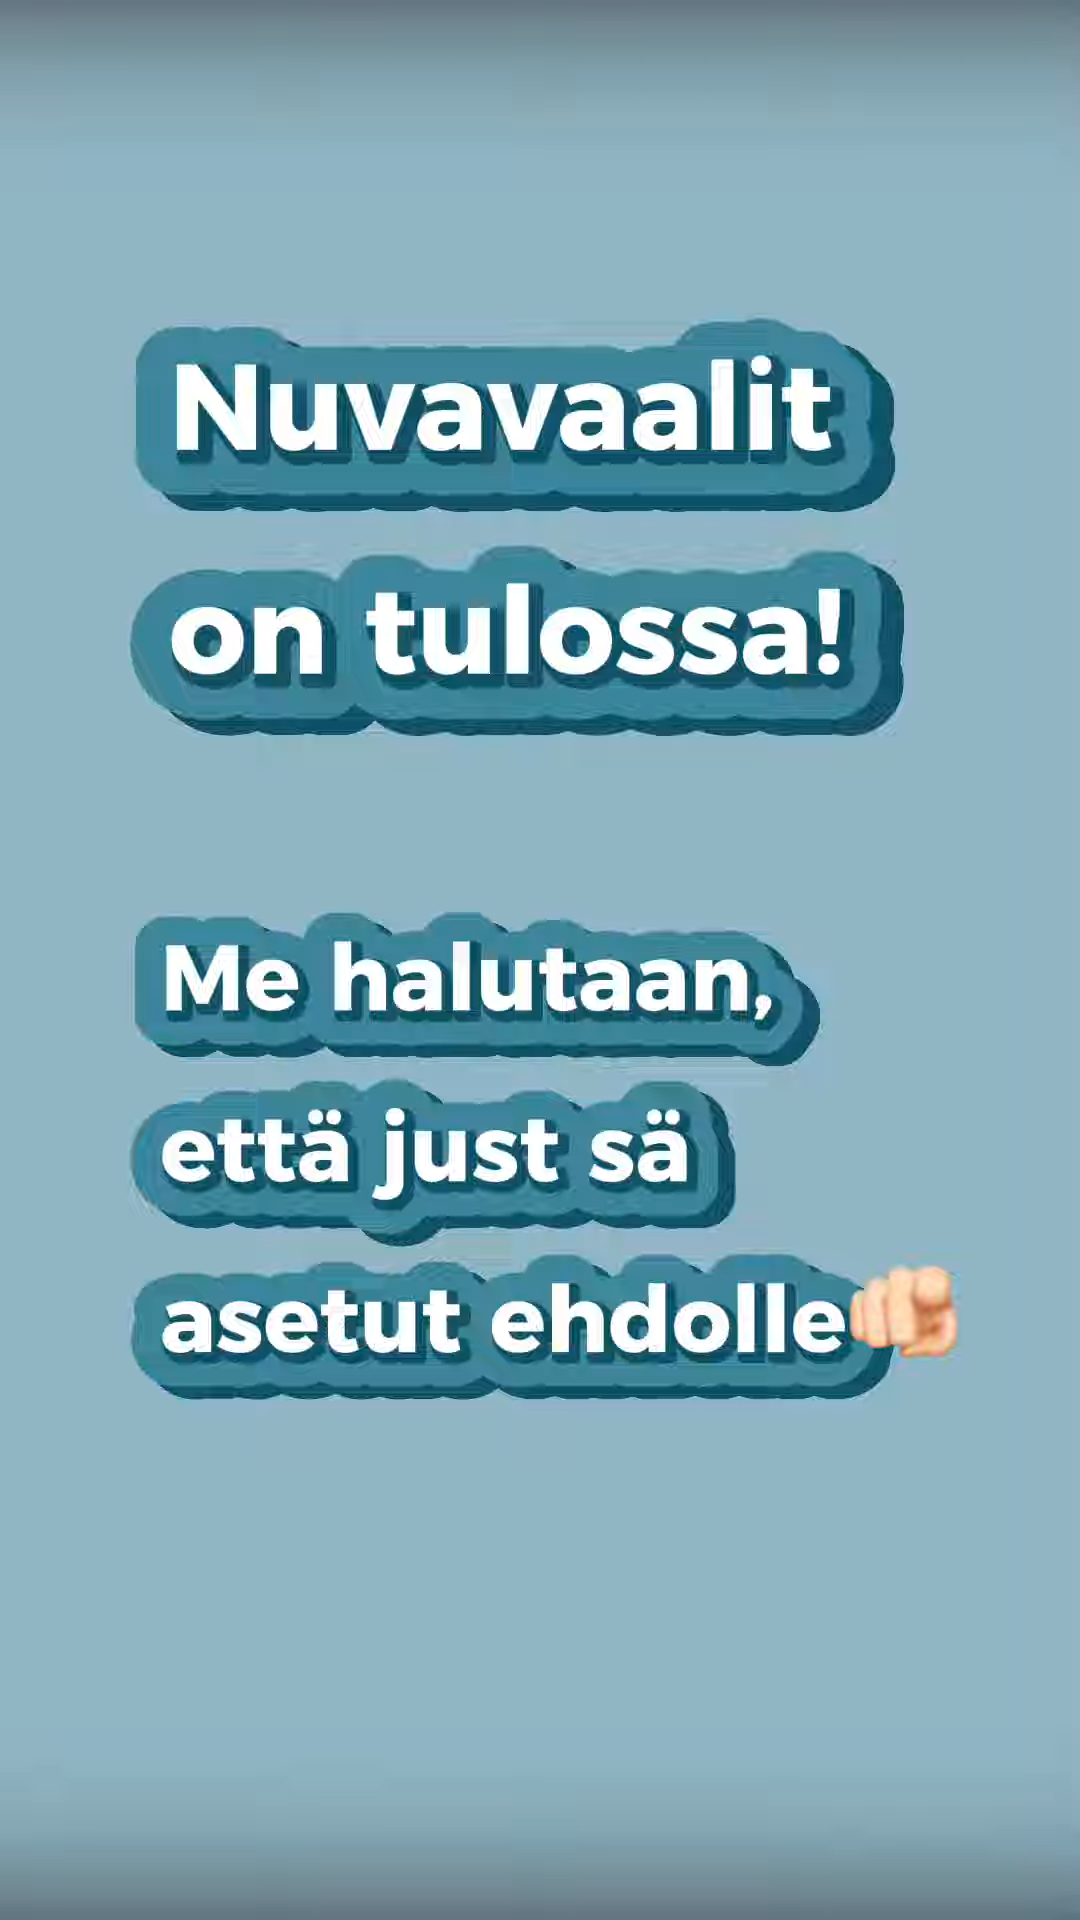 Nuvavaalit
on tulossa!
Me halutaan,
että just sä
asetut ehdolle🫵🏻